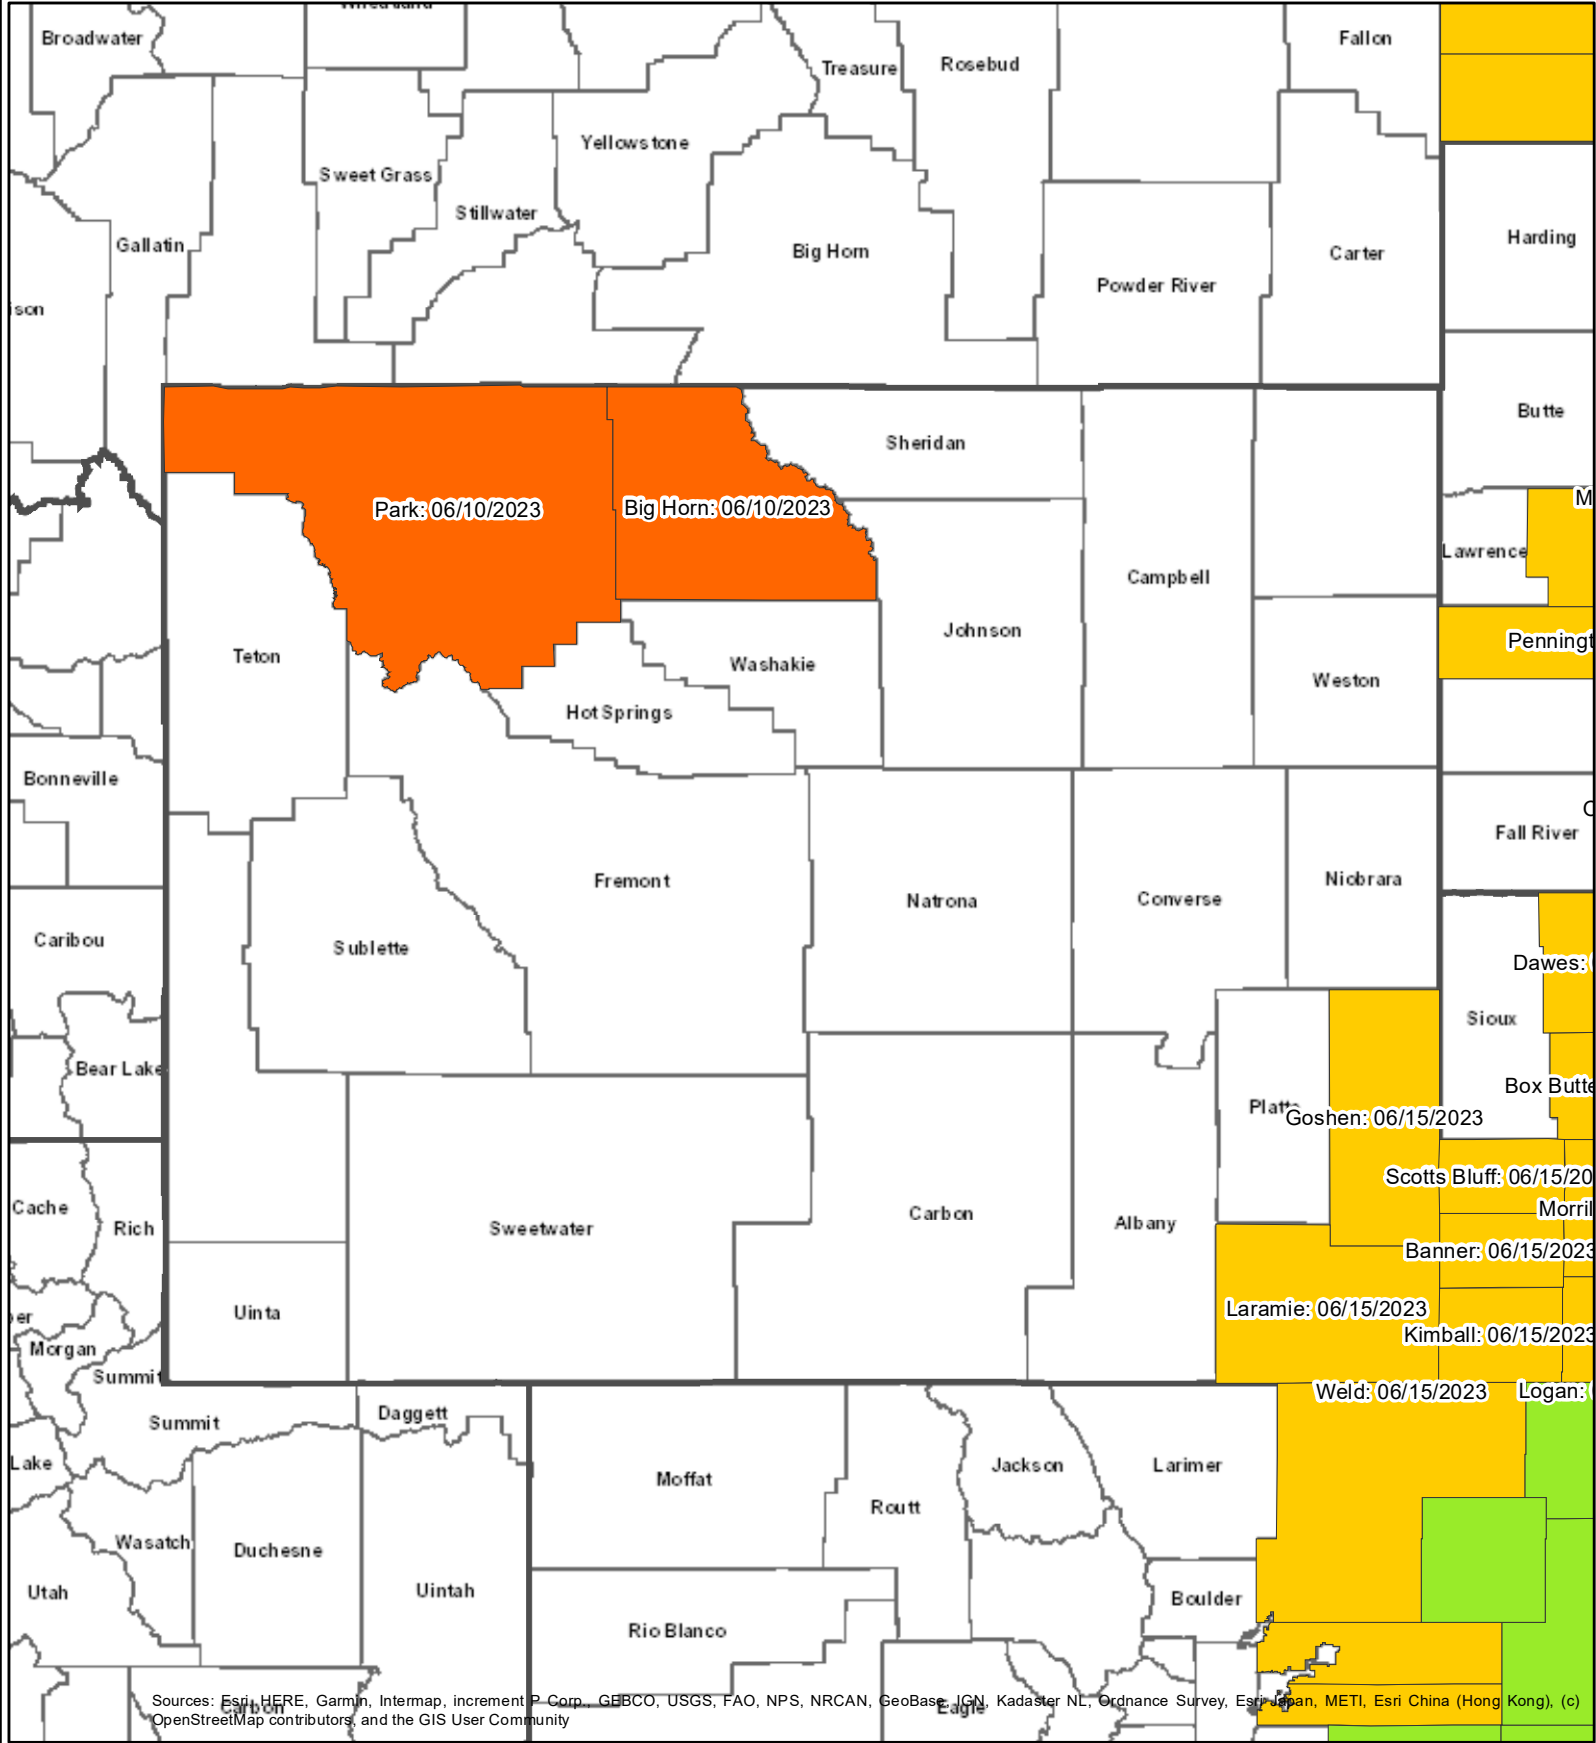 Broadwater
Fallon
Treasure
Rosebud
Yellowstone
Sweet Grass
Stillwater
Gallatin
Big Horn
Harding
Carter
Powder River
ison
Butte
Sheridan
Park: 06/10/2023
Big Horn: 06/10/2023
M
Lawrence
Campbell
Johnson
Penningt
Teton
Washakie
Weston
Hot Springs
Bonneville
Fall River
Fremont
Niobrara
Natrona
Converse
Caribou
Sublette
Dawes:
Sioux
Bear Lake
Box Butte
Platte
Goshen: 06/15/2023
Scotts Bluff: 06/15/20
Cache
Morril
Carbon
Albany
Rich
Sweetwater
Banner: 06/15/2023
Uinta
Laramie: 06/15/2023
er
Kimball: 06/15/2023
Morgan
Summit
Weld: 06/15/2023
Logan:
Daggett
Summit
Lake
Jackson
Larimer
Moffat
Routt
Wasatch
Duchesne
Utah
Uintah
Boulder
Rio Blanco
Carbon
Eagle
Sources: Esri, HERE, Garmin, Intermap, increment P Corp., GEBCO, USGS, FAO, NPS, NRCAN, GeoBase, IGN, Kadaster NL, Ordnance Survey, Esri Japan, METI, Esri China (Hong Kong), (c)
OpenStreetMap contributors, and the GIS User Community